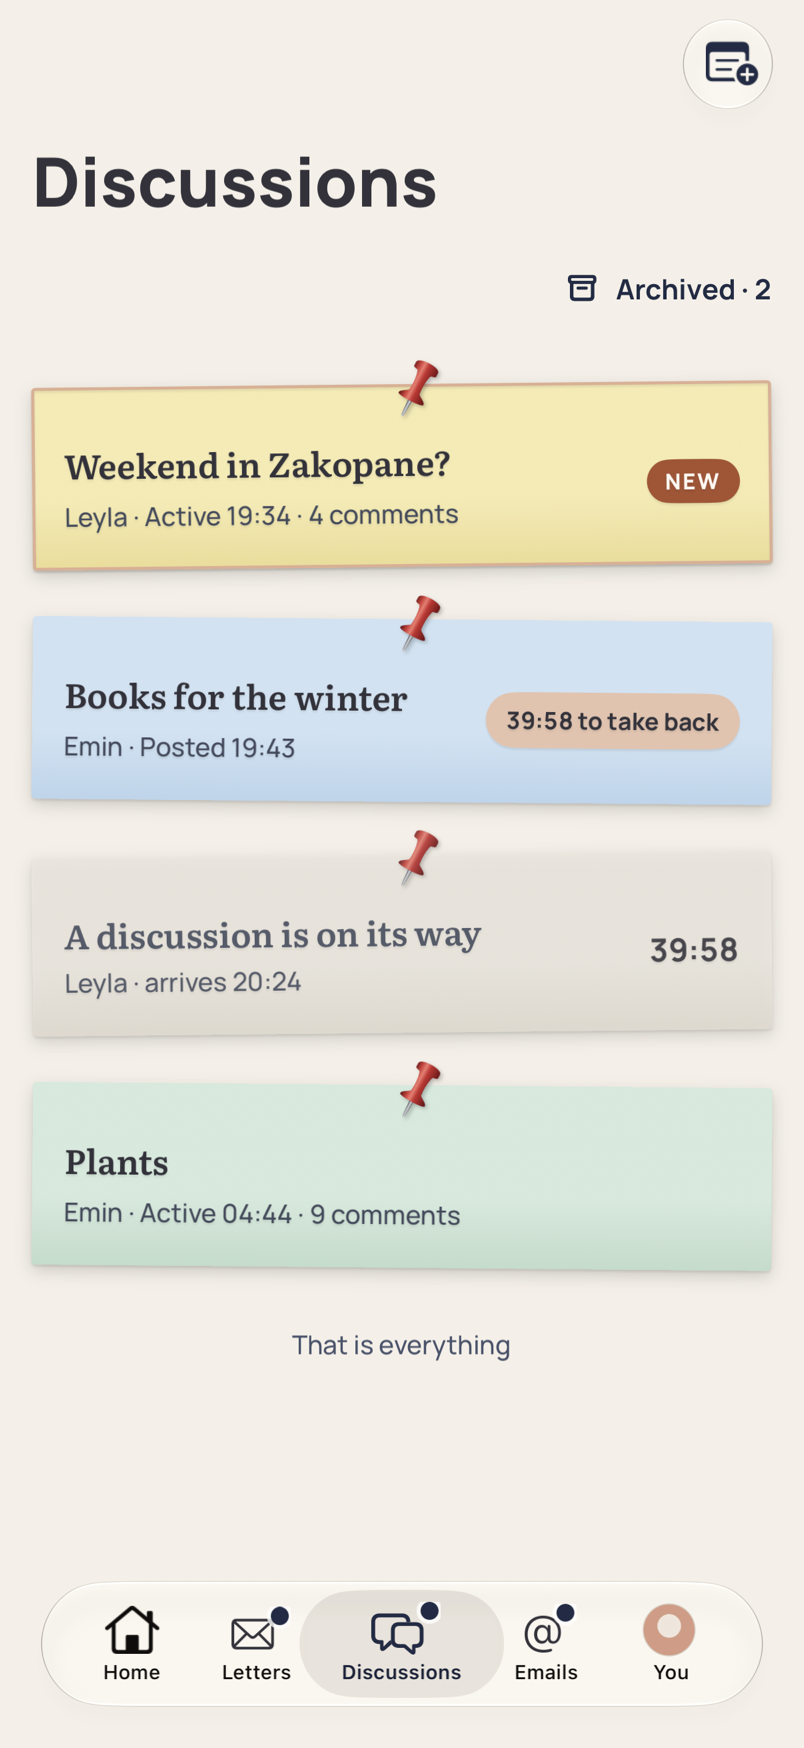 Discussions
Archived · 2
Weekend in Zakopane?
Leyla · Active 19:34 · 4 comments
NEW
Books for the winter
Emin · Posted 19:43
39:58 to take back
A discussion is on its way
Leyla · arrives 20:24
39:58
Plants
Emin · Active 04:44 · 9 comments
That is everything
Home
Letters
Discussions
Emails
You